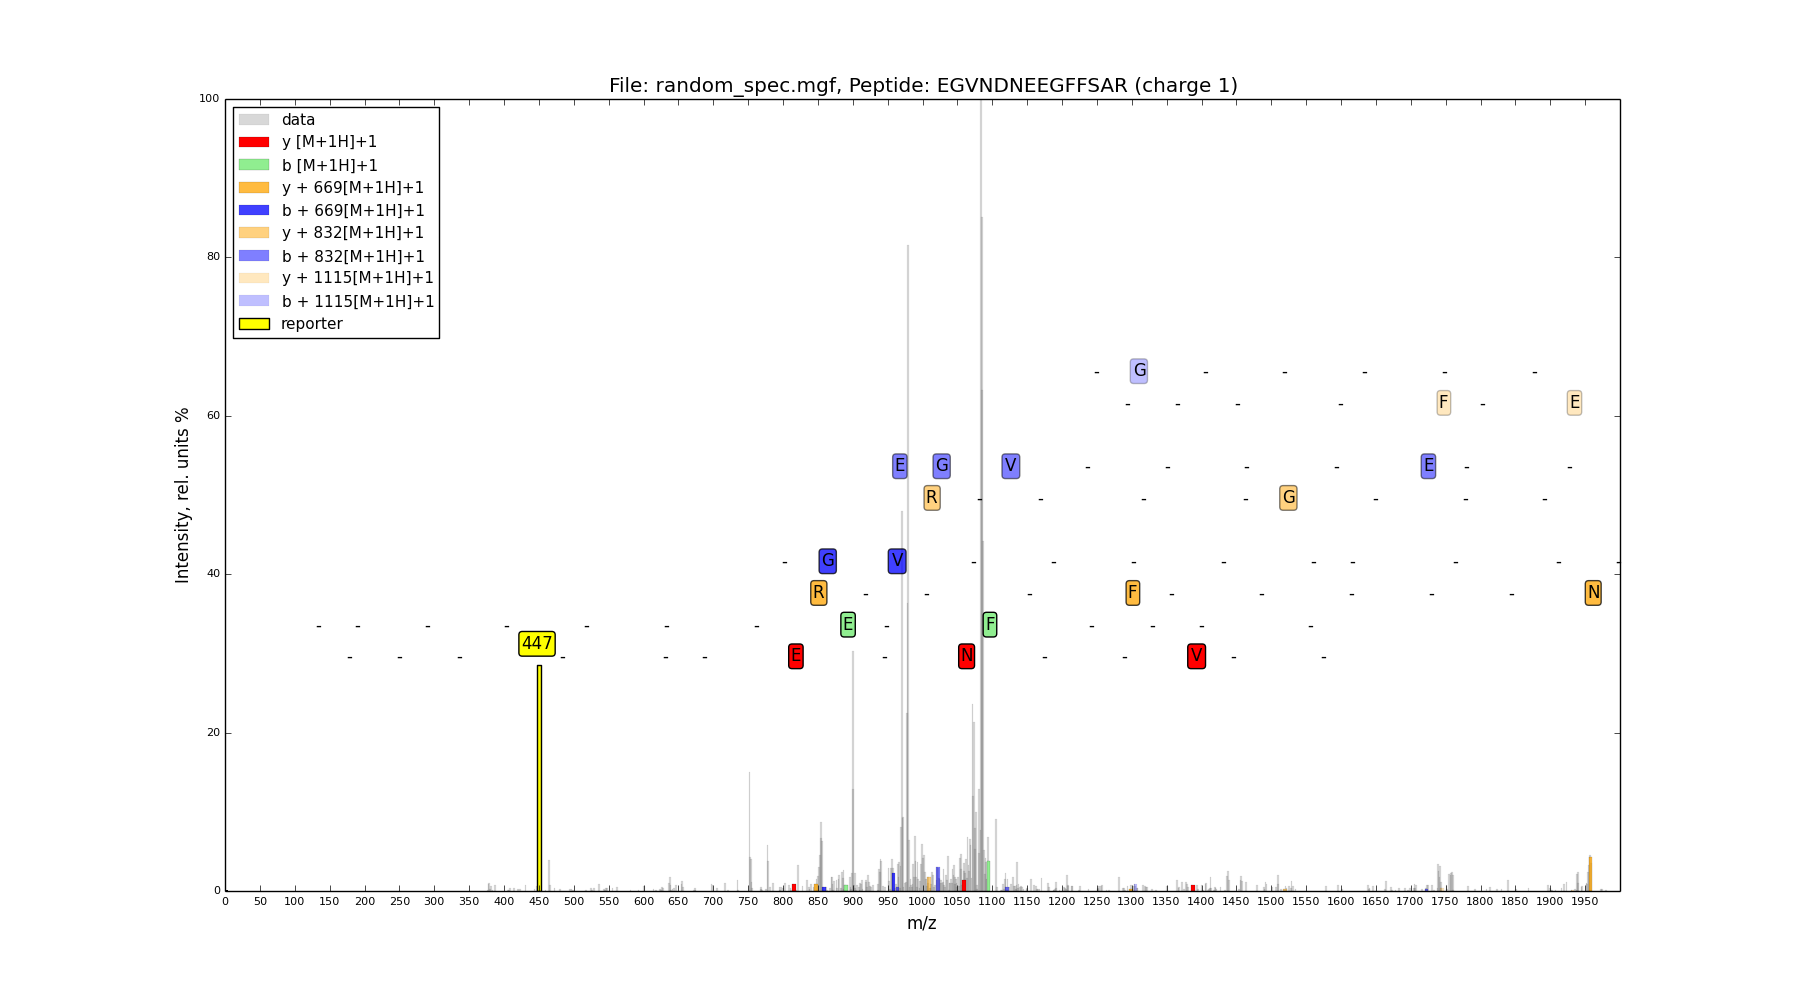 File: random_spec.mgf, Peptide: EGVNDNEEGFFSAR (charge 1)
100
80
60
40
20
0
Intensity, rel. units %
data
y [M+1H]+1
b [M+1H]+1
y + 669[M+1H]+1
b + 669[M+1H]+1
y + 832[M+1H]+1
b + 832[M+1H]+1
y + 1115[M+1H]+1
b + 1115[M+1H]+1
reporter
- G - - - - -
- - - - F - E
E G V - - - - E - -
R - - - - G - - -
- G V - - - - - - - - -
R - - - F - - - - - N
- - - - - - - E - F - - - -
- - - - - - E - N - - V - -
447
0 50 100 150 200 250 300 350 400 450 500 550 600 650 700 750 800 850 900 950 1000 1050 1100 1150 1200 1250 1300 1350 1400 1450 1500 1550 1600 1650 1700 1750 1800 1850 1900 1950
m/z